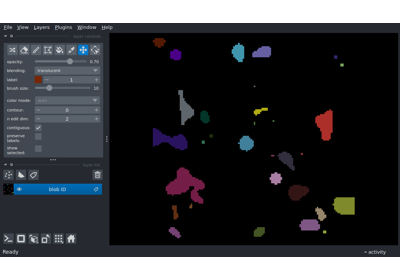 File View Layers Plugins Window Help
opacity: 0.70
blending: translucent
label: 1
brush size: 10
color mode:
contour: 0
n edit dim: 2
contiguous:
preserve
labels:
show
selected:
blob ID
Ready
activity